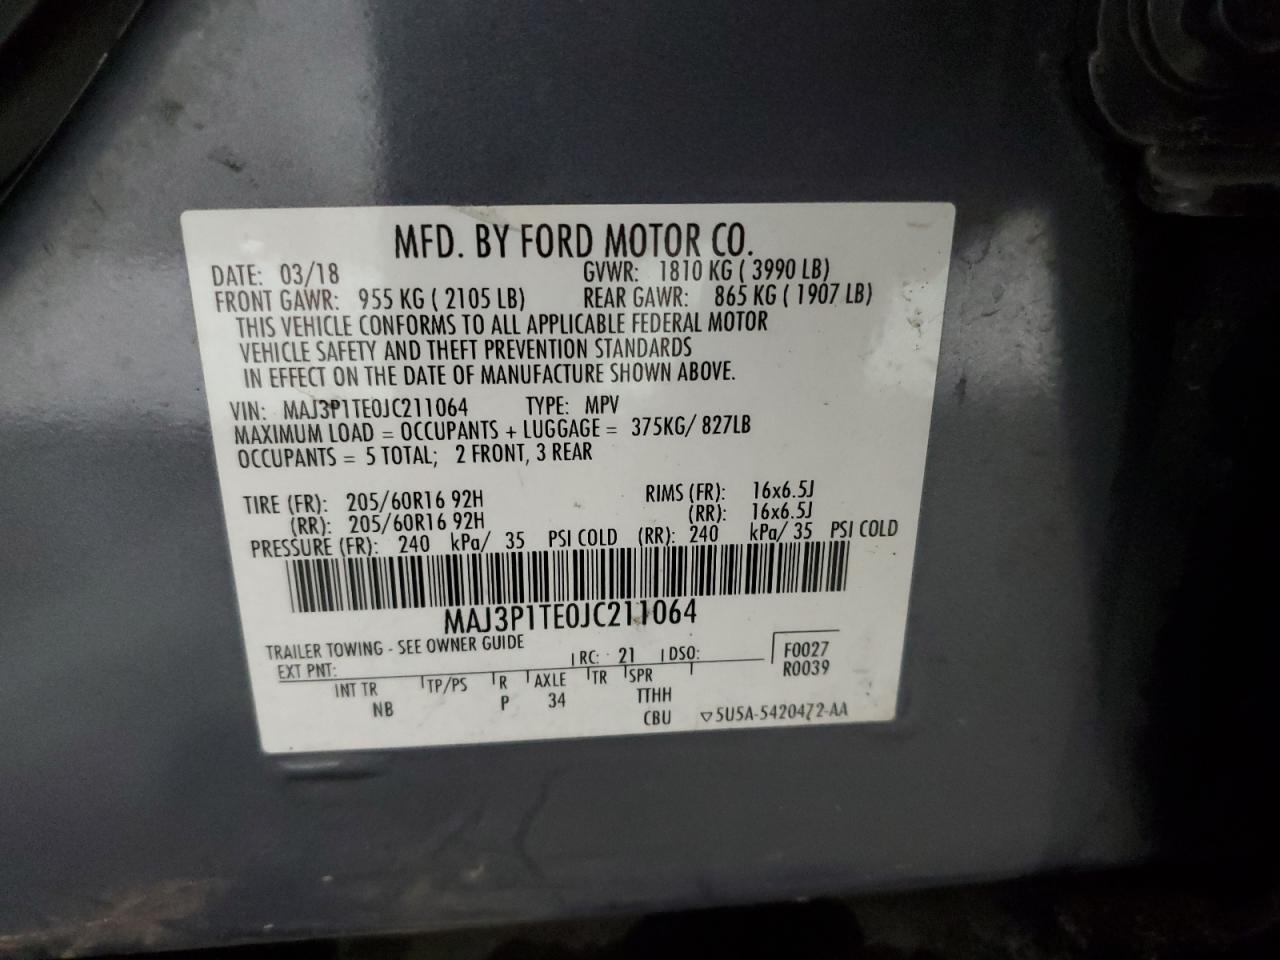 MFD. BY FORD MOTOR CO.
DATE: 03/18 GVWR: 1810 KG ( 3990 LB)
FRONT GAWR: 955 KG ( 2105 LB) REAR GAWR: 865 KG ( 1907 LB)
THIS VEHICLE CONFORMS TO ALL APPLICABLE FEDERAL MOTOR
VEHICLE SAFETY AND THEFT PREVENTION STANDARDS
IN EFFECT ON THE DATE OF MANUFACTURE SHOWN ABOVE.
VIN: MAJ3P1TE0JC211064 TYPE: MPV
MAXIMUM LOAD = OCCUPANTS + LUGGAGE = 375KG/ 827LB
OCCUPANTS = 5 TOTAL; 2 FRONT, 3 REAR
TIRE (FR): 205/60R16 92H RIMS (FR): 16x6.5J
(RR): 205/60R16 92H (RR): 16x6.5J
PRESSURE (FR): 240 kPa/ 35 PSI COLD (RR): 240 kPa/ 35 PSI COLD
MAJ3P1TE0JC211064
TRAILER TOWING - SEE OWNER GUIDE
EXT PNT: RC: 21 DSO: F0027
R0039
INT TR TP/PS R AXLE TR SPR
NB P 34 TTHH
CBU ▽5U5A-5420472-AA